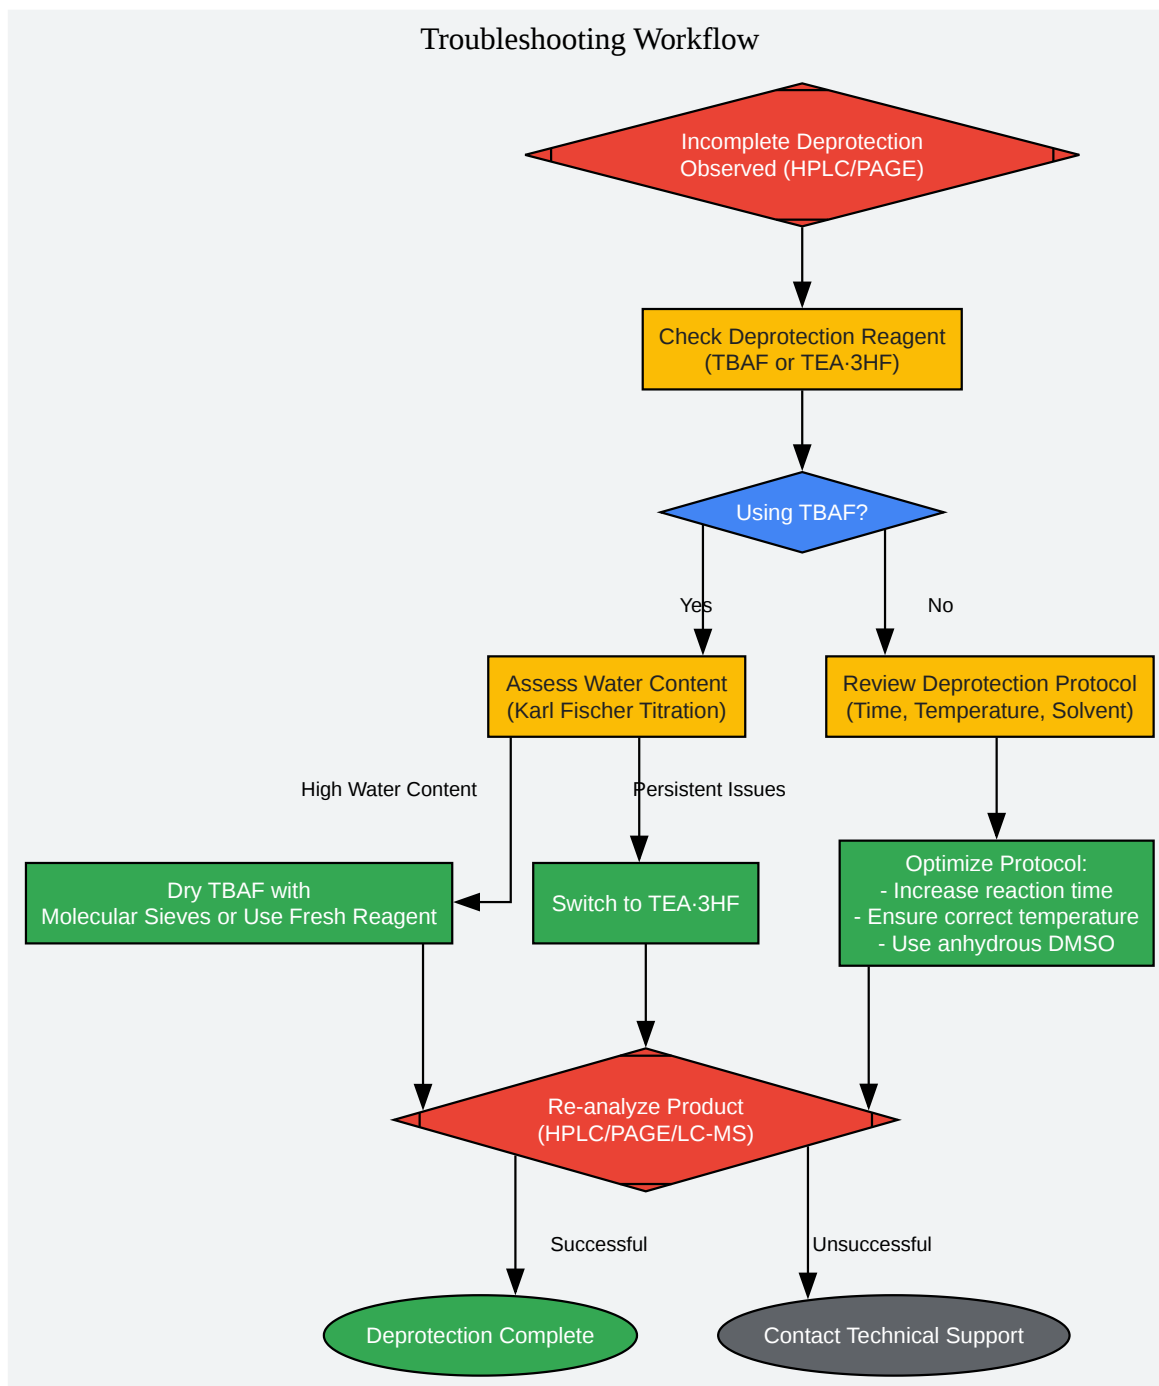 Troubleshooting Workflow
Incomplete Deprotection
Observed (HPLC/PAGE)
Check Deprotection Reagent
(TBAF or TEA·3HF)
Using TBAF?
Yes
No
Assess Water Content
(Karl Fischer Titration)
Review Deprotection Protocol
(Time, Temperature, Solvent)
High Water Content
Persistent Issues
Dry TBAF with
Molecular Sieves or Use Fresh Reagent
Switch to TEA·3HF
Optimize Protocol:
- Increase reaction time
- Ensure correct temperature
- Use anhydrous DMSO
Re-analyze Product
(HPLC/PAGE/LC-MS)
Successful
Unsuccessful
Deprotection Complete
Contact Technical Support